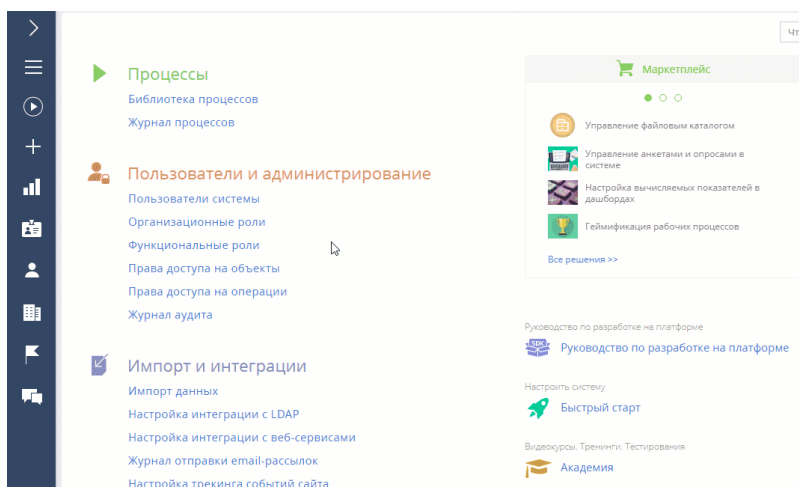 Чт
Процессы
Библиотека процессов
Журнал процессов
Пользователи и администрирование
Пользователи системы
Организационные роли
Функциональные роли
Права доступа на объекты
Права доступа на операции
Журнал аудита
Импорт и интеграции
Импорт данных
Настройка интеграции с LDAP
Настройка интеграции с веб-сервисами
Журнал отправки email-рассылок
Настройка трекинга событий сайта
Маркетплейс
Управление файловым каталогом
Управление анкетами и опросами в
системе
Настройка вычисляемых показателей в
дашбордах
Геймификация рабочих процессов
Все решения >>
Руководство по разработке на платформе
SDK
Руководство по разработке на платформе
Настроить систему
Быстрый старт
Видеокурсы. Тренинги. Тестирования
Академия